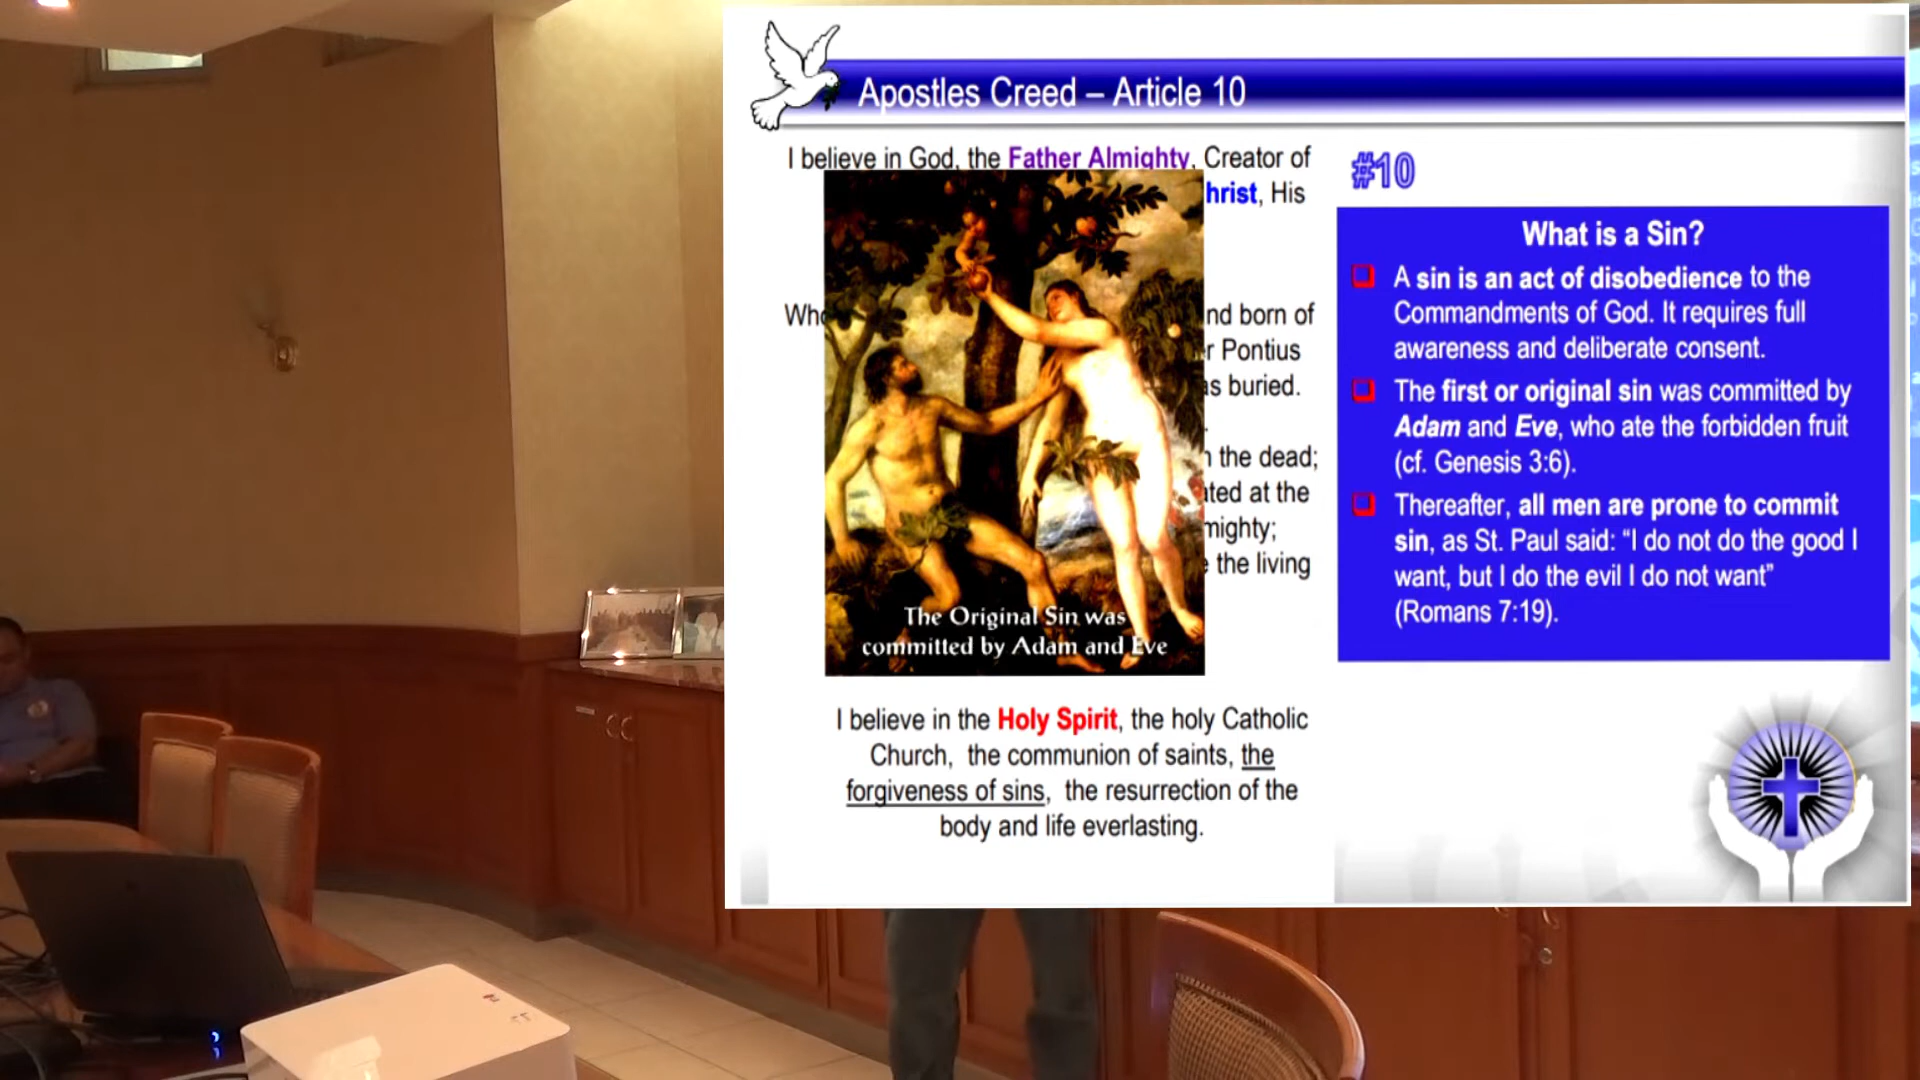 Apostles Creed – Article 10
I believe in God, the Father Almighty, Creator of
hrist, His
nd born of
r Pontius
s buried.
the dead;
ted at the
mighty;
the living
The Original Sin was
committed by Adam and Eve
I believe in the Holy Spirit, the holy Catholic
Church, the communion of saints, the
forgiveness of sins, the resurrection of the
body and life everlasting.
#10
What is a Sin?
A sin is an act of disobedience to the
Commandments of God. It requires full
awareness and deliberate consent.
The first or original sin was committed by
Adam and Eve, who ate the forbidden fruit
(cf. Genesis 3:6).
Thereafter, all men are prone to commit
sin, as St. Paul said: “I do not do the good I
want, but I do the evil I do not want”
(Romans 7:19).